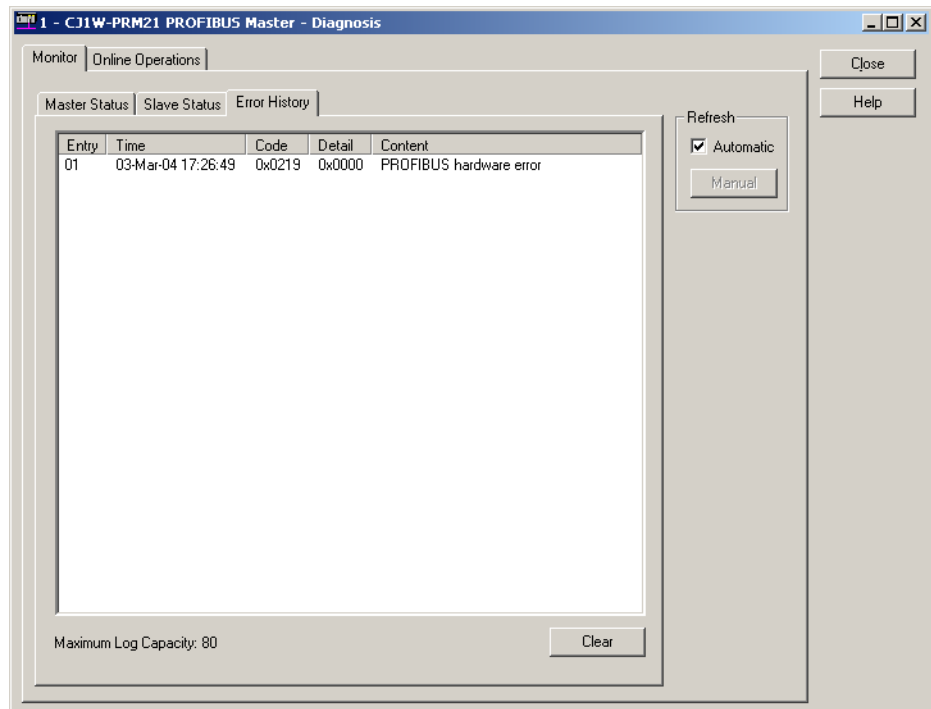 1 - CJ1W-PRM21 PROFIBUS Master - Diagnosis
Monitor Online Operations
Close
Help
Master Status Slave Status Error History
Refresh
Automatic
Manual
Entry Time Code Detail Content
01 03-Mar-04 17:26:49 0x0219 0x0000 PROFIBUS hardware error
Maximum Log Capacity: 80
Clear